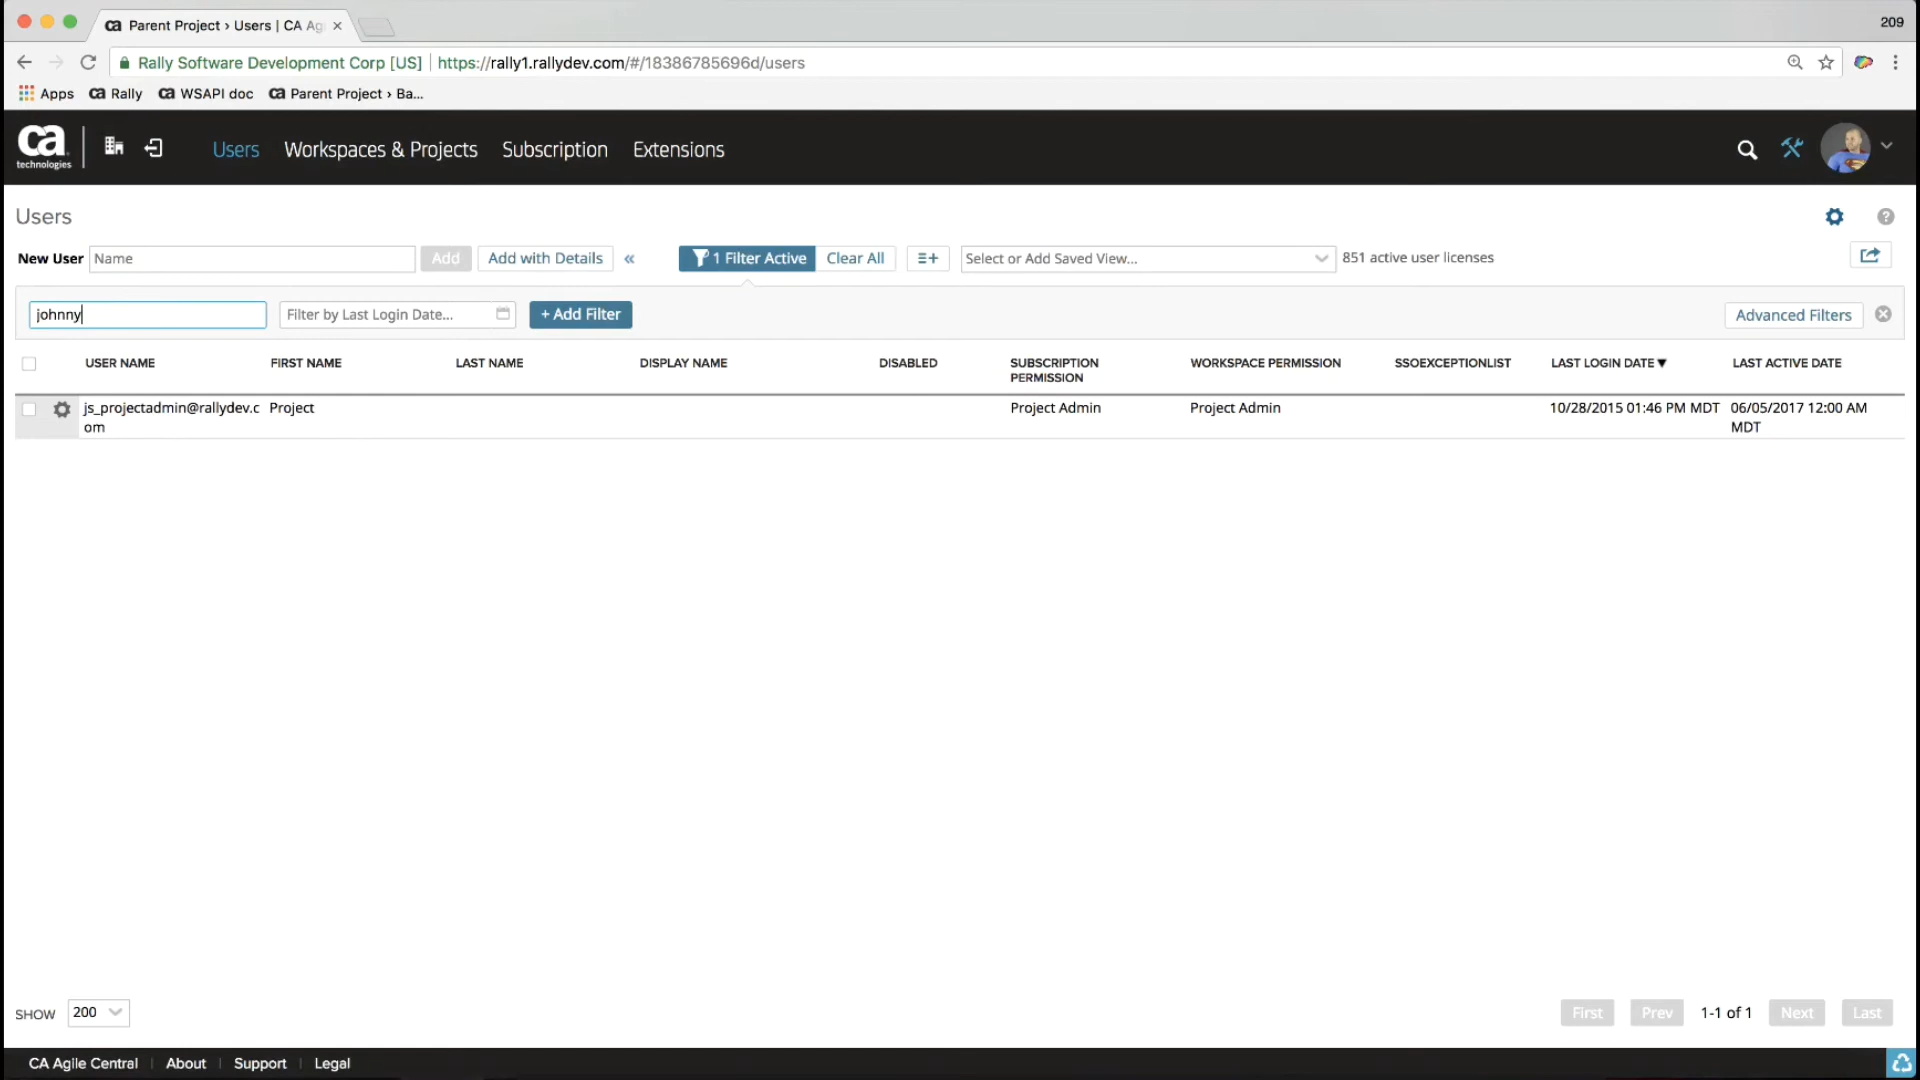 Parent Project › Users | CA Ag
209
Rally Software Development Corp [US] https://rally1.rallydev.com/#/18386785696d/users
Apps Rally WSAPI doc Parent Project › Ba...
ca
technologies
Users Workspaces & Projects Subscription Extensions
Users
New User Name Add Add with Details « 1 Filter Active Clear All Select or Add Saved View... 851 active user licenses
johnny Filter by Last Login Date... + Add Filter Advanced Filters
USER NAME FIRST NAME LAST NAME DISPLAY NAME DISABLED SUBSCRIPTION WORKSPACE PERMISSION SSOEXCEPTIONLIST LAST LOGIN DATE▼ LAST ACTIVE DATE
PERMISSION
js_projectadmin@rallydev.c Project Project Admin Project Admin 10/28/2015 01:46 PM MDT 06/05/2017 12:00 AM
om MDT
SHOW 200 First Prev 1-1 of 1 Next Last
CA Agile Central About Support Legal